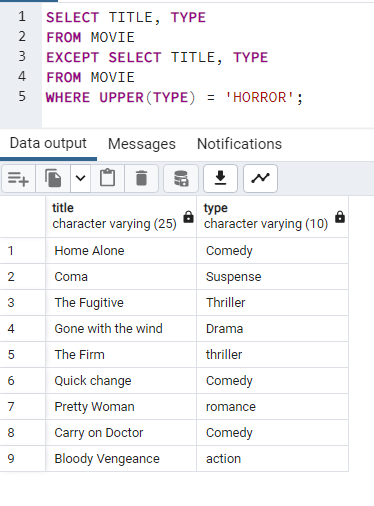 1 SELECT TITLE, TYPE
2 FROM MOVIE
3 EXCEPT SELECT TITLE, TYPE
4 FROM MOVIE
5 WHERE UPPER(TYPE) = 'HORROR';
Data output Messages Notifications
title type
character varying (25) character varying (10)
1 Home Alone Comedy
2 Coma Suspense
3 The Fugitive Thriller
4 Gone with the wind Drama
5 The Firm thriller
6 Quick change Comedy
7 Pretty Woman romance
8 Carry on Doctor Comedy
9 Bloody Vengeance action